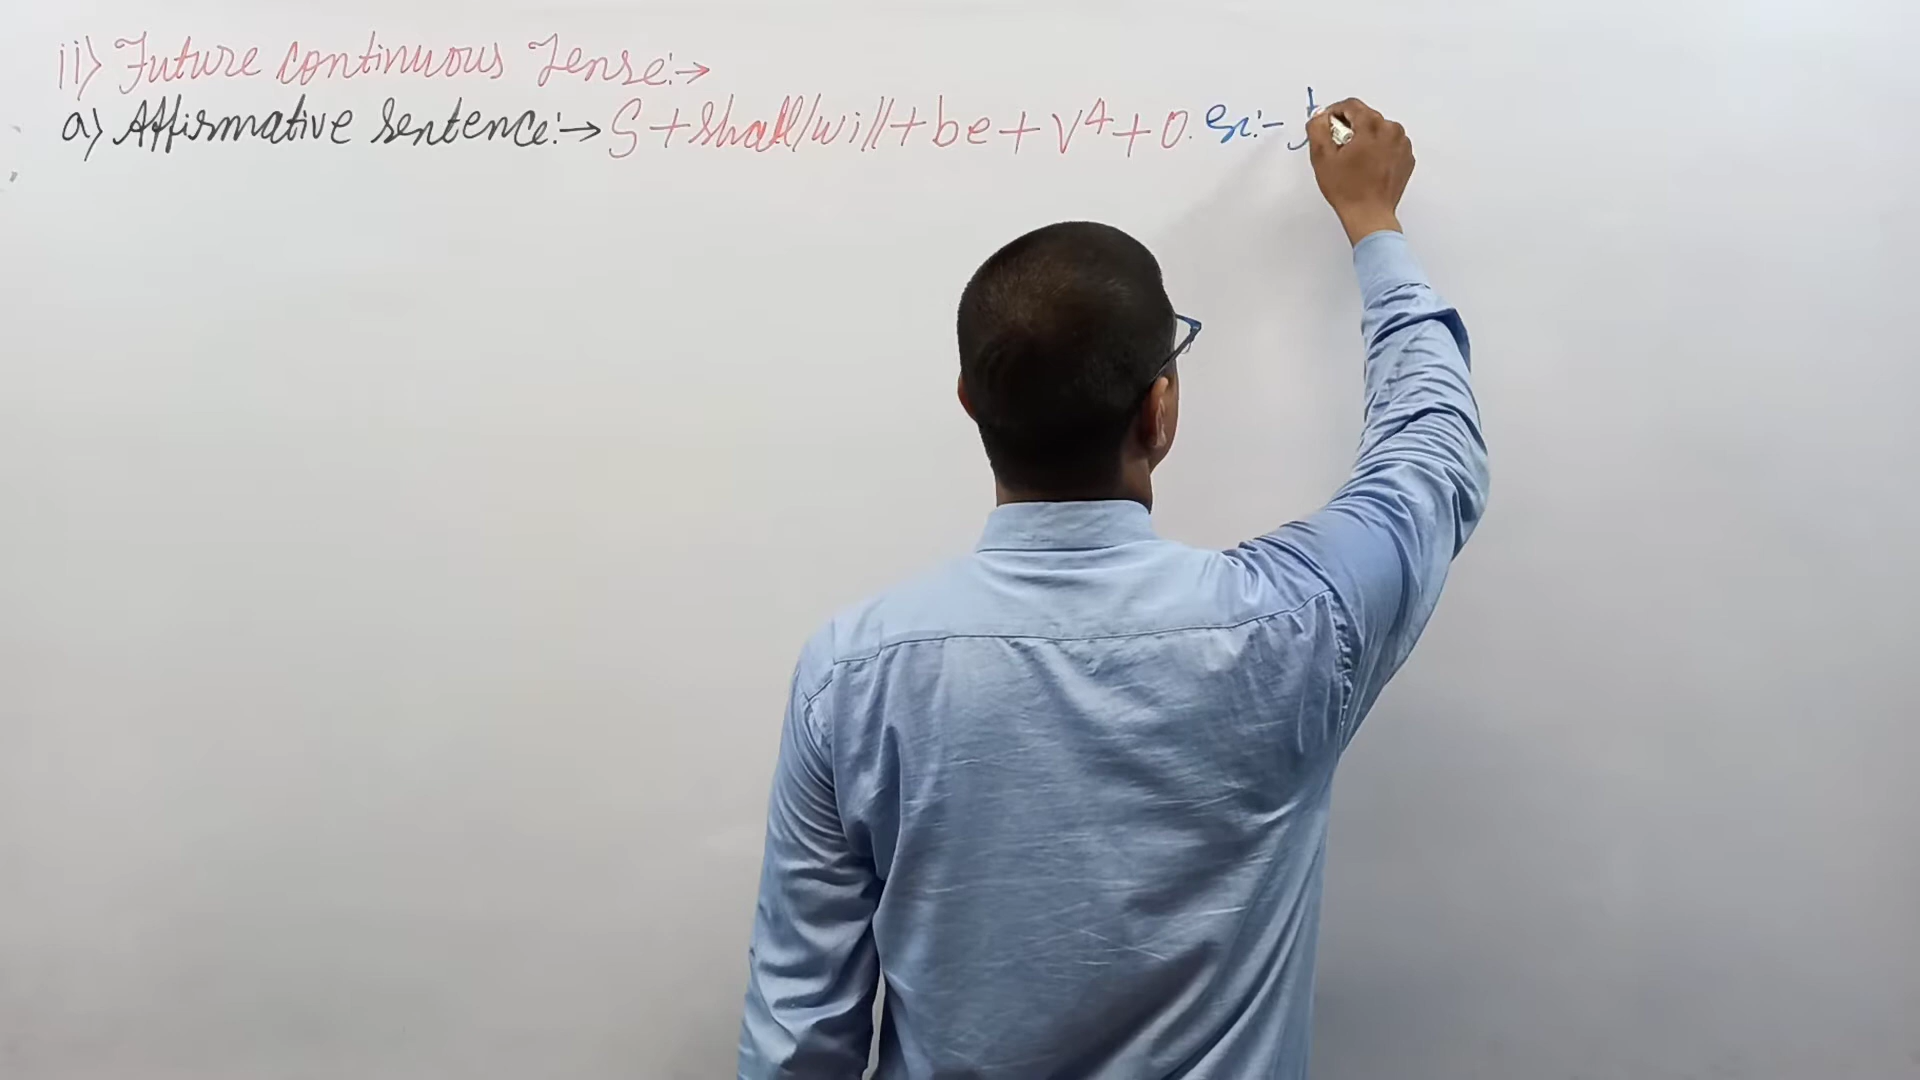 ii) Future continuous Tense:→
a) Affirmative sentence:→ S+shall/will+be+V⁴+O. Ex:-